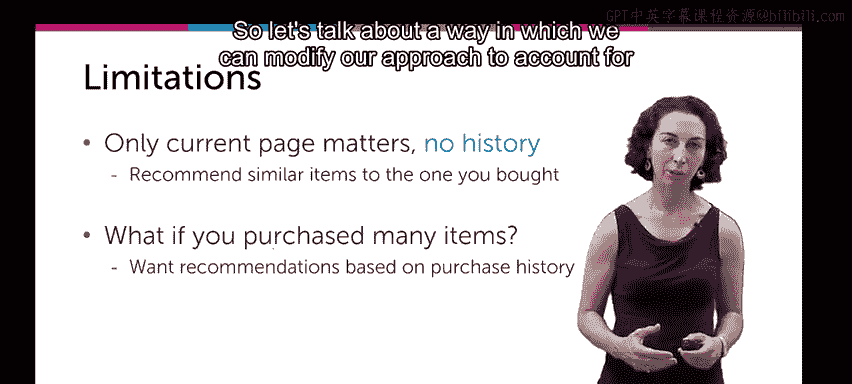 GPT中英字幕课程资源@bilibili.com
So let's talk about a way in which we
can modify our approach to account for
Limitations
• Only current page matters, no history
- Recommend similar items to the one you bought
• What if you purchased many items?
- Want recommendations based on purchase history